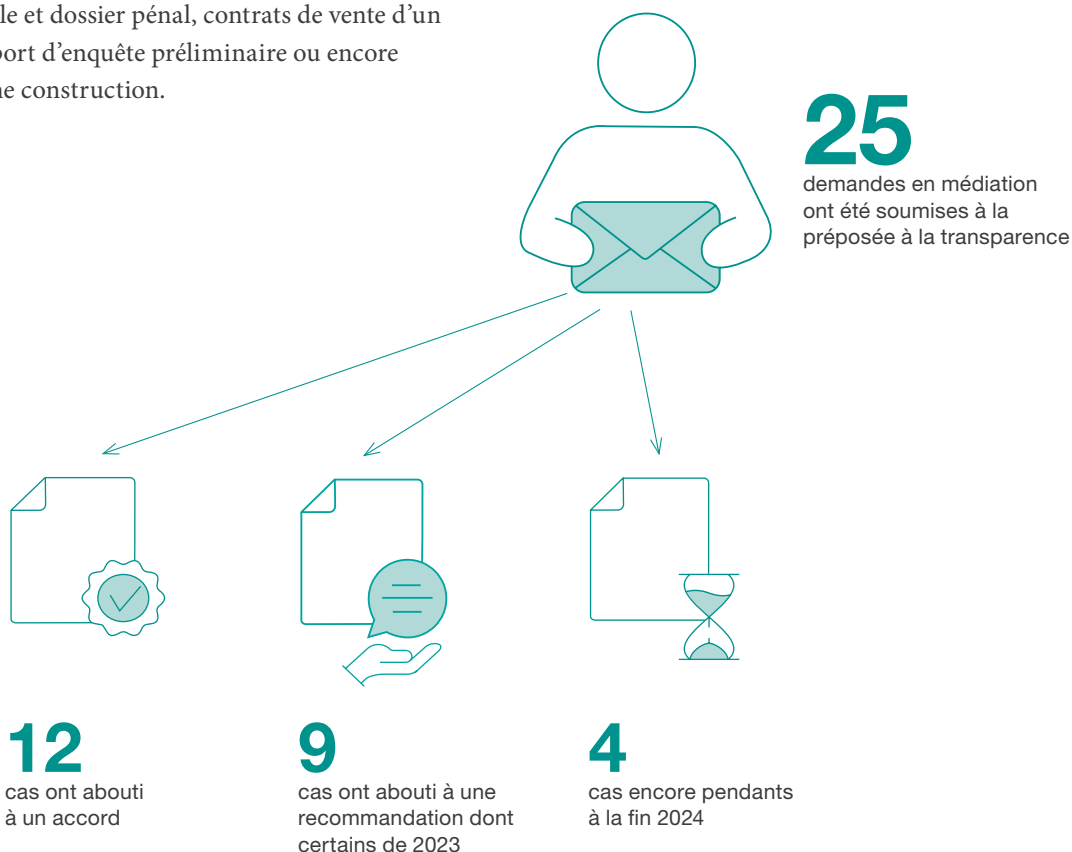 le et dossier pénal, contrats de vente d’un
port d’enquête préliminaire ou encore
ne construction.
25
demandes en médiation
ont été soumises à la
préposée à la transparence
12
cas ont abouti
à un accord
9
cas ont abouti à une
recommandation dont
certains de 2023
4
cas encore pendants
à la fin 2024